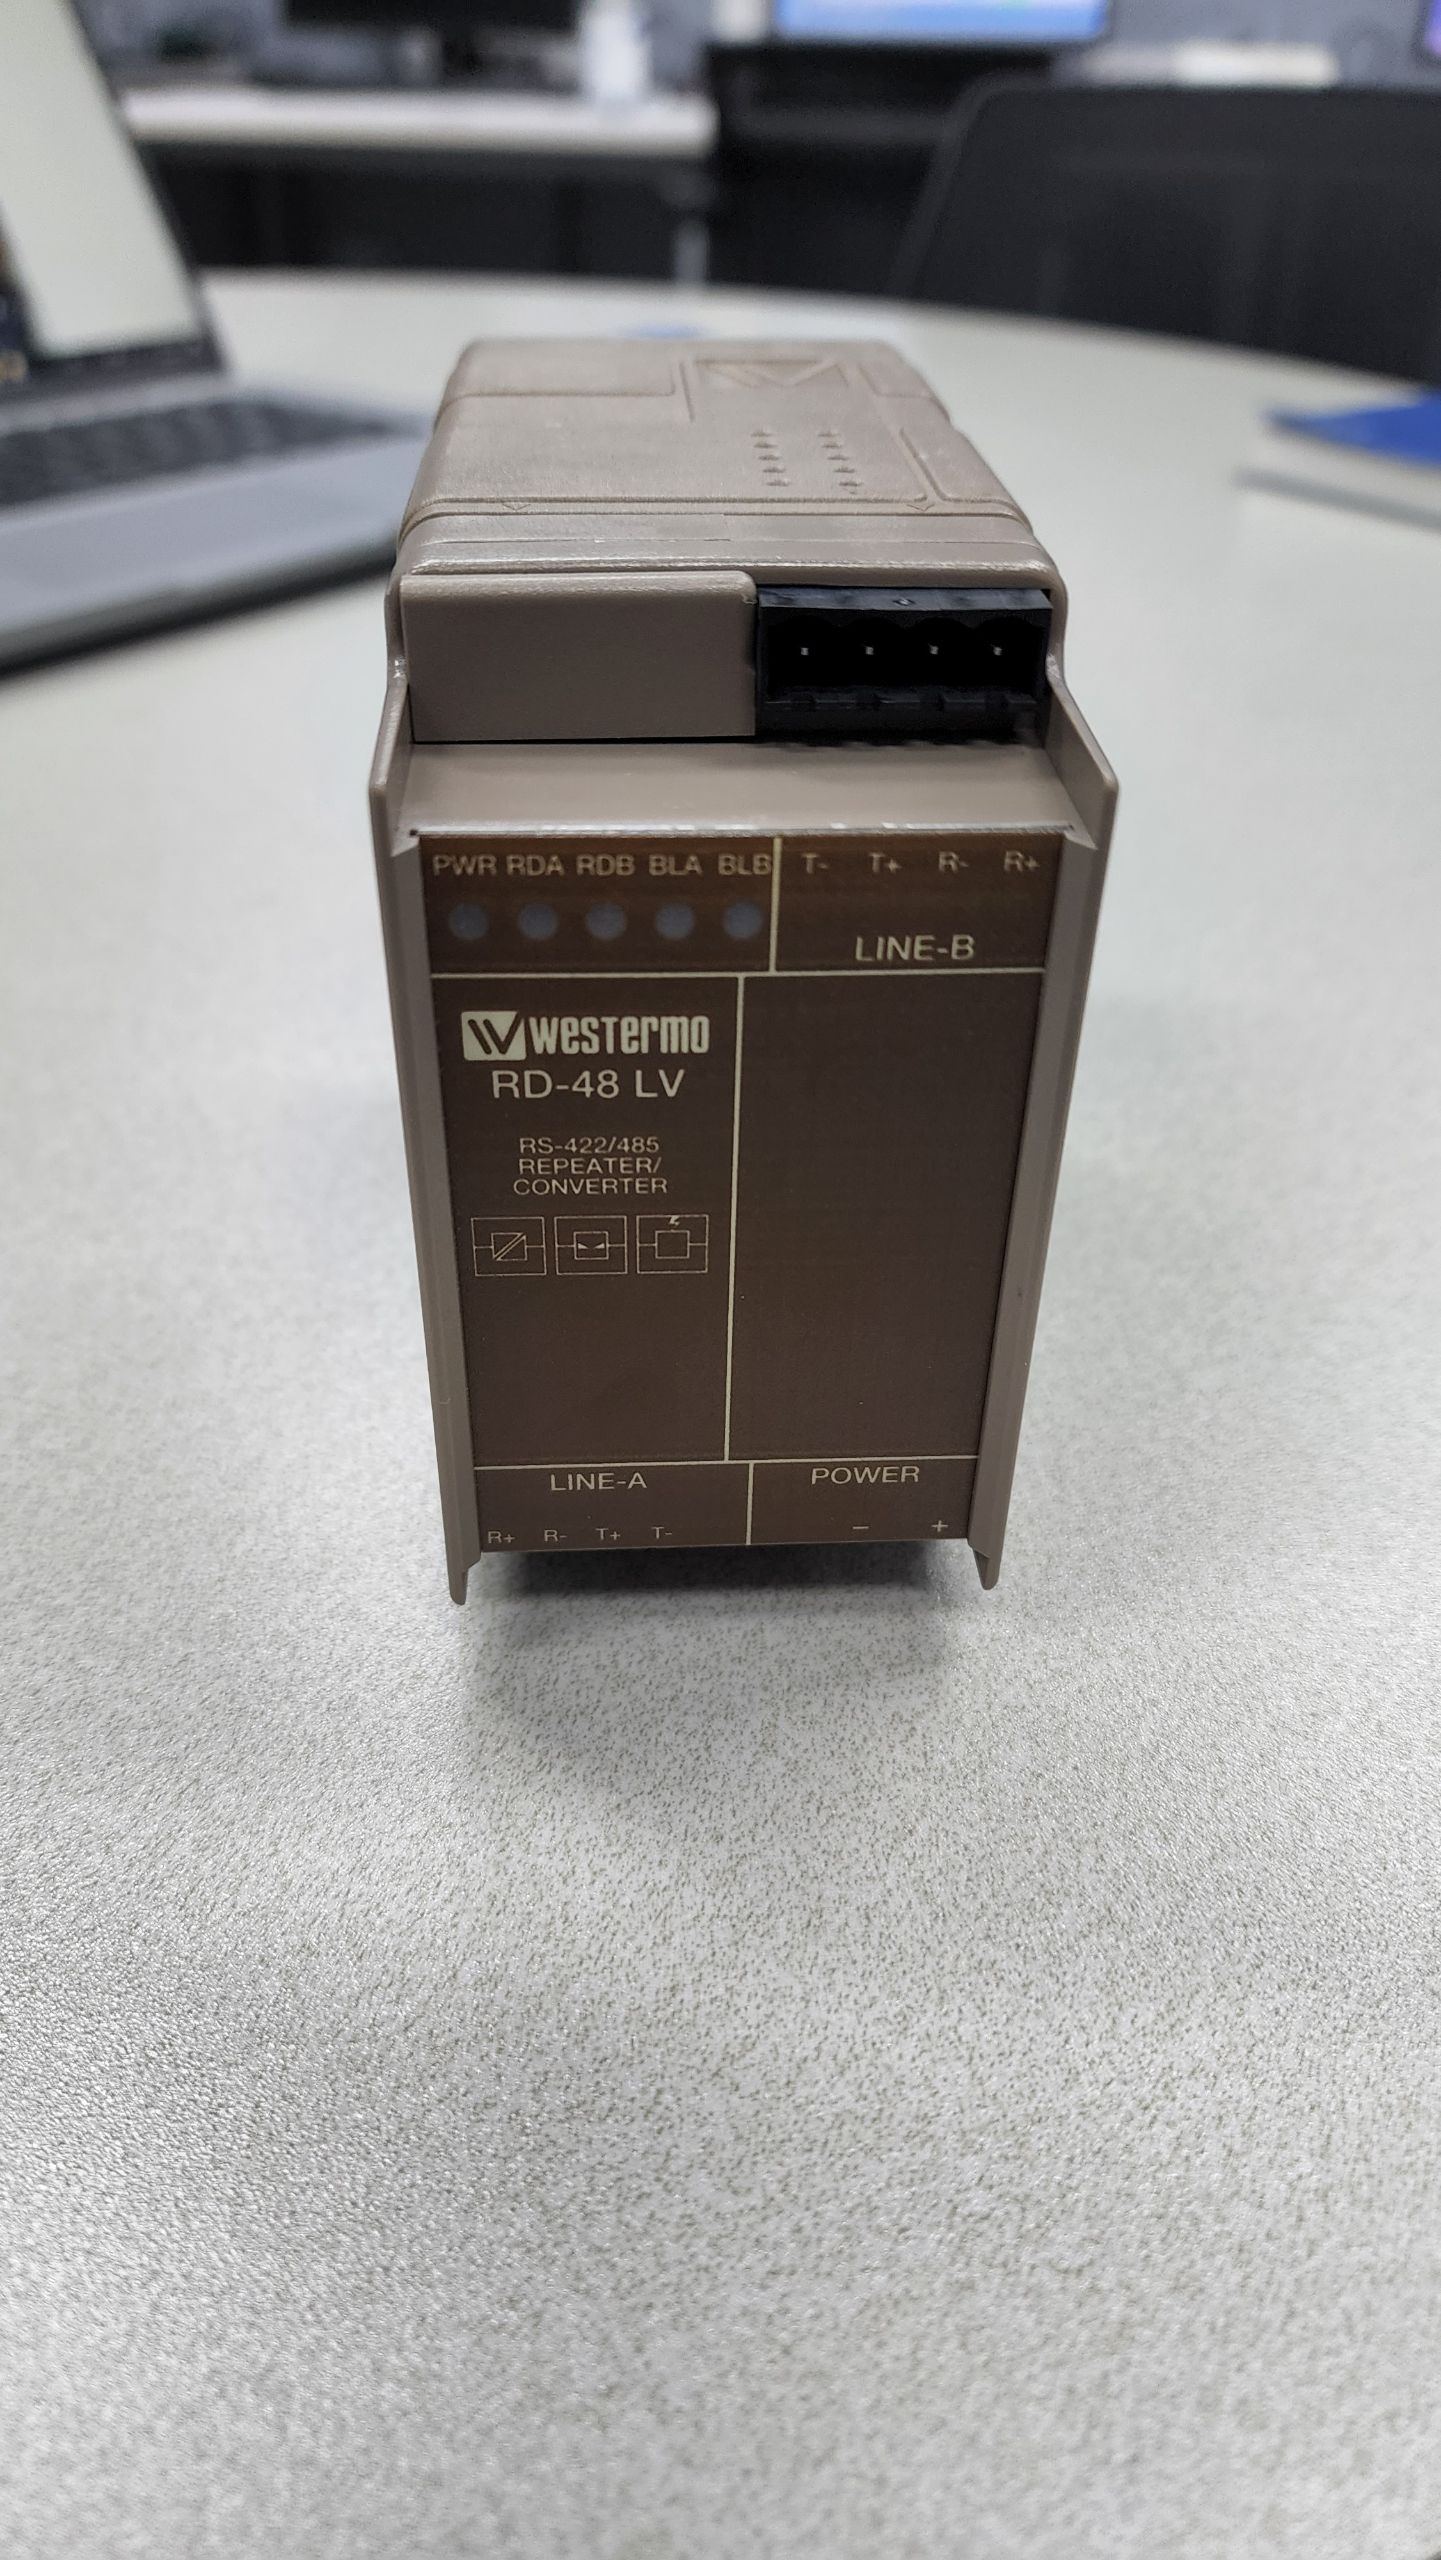 PWR RDA RDB BLA BLB
T- T+ R- R+
LINE-B
WESTERMO
RD-48 LV
RS-422/485
REPEATER/
CONVERTER
LINE-A
R+ R- T+ T-
POWER
- +